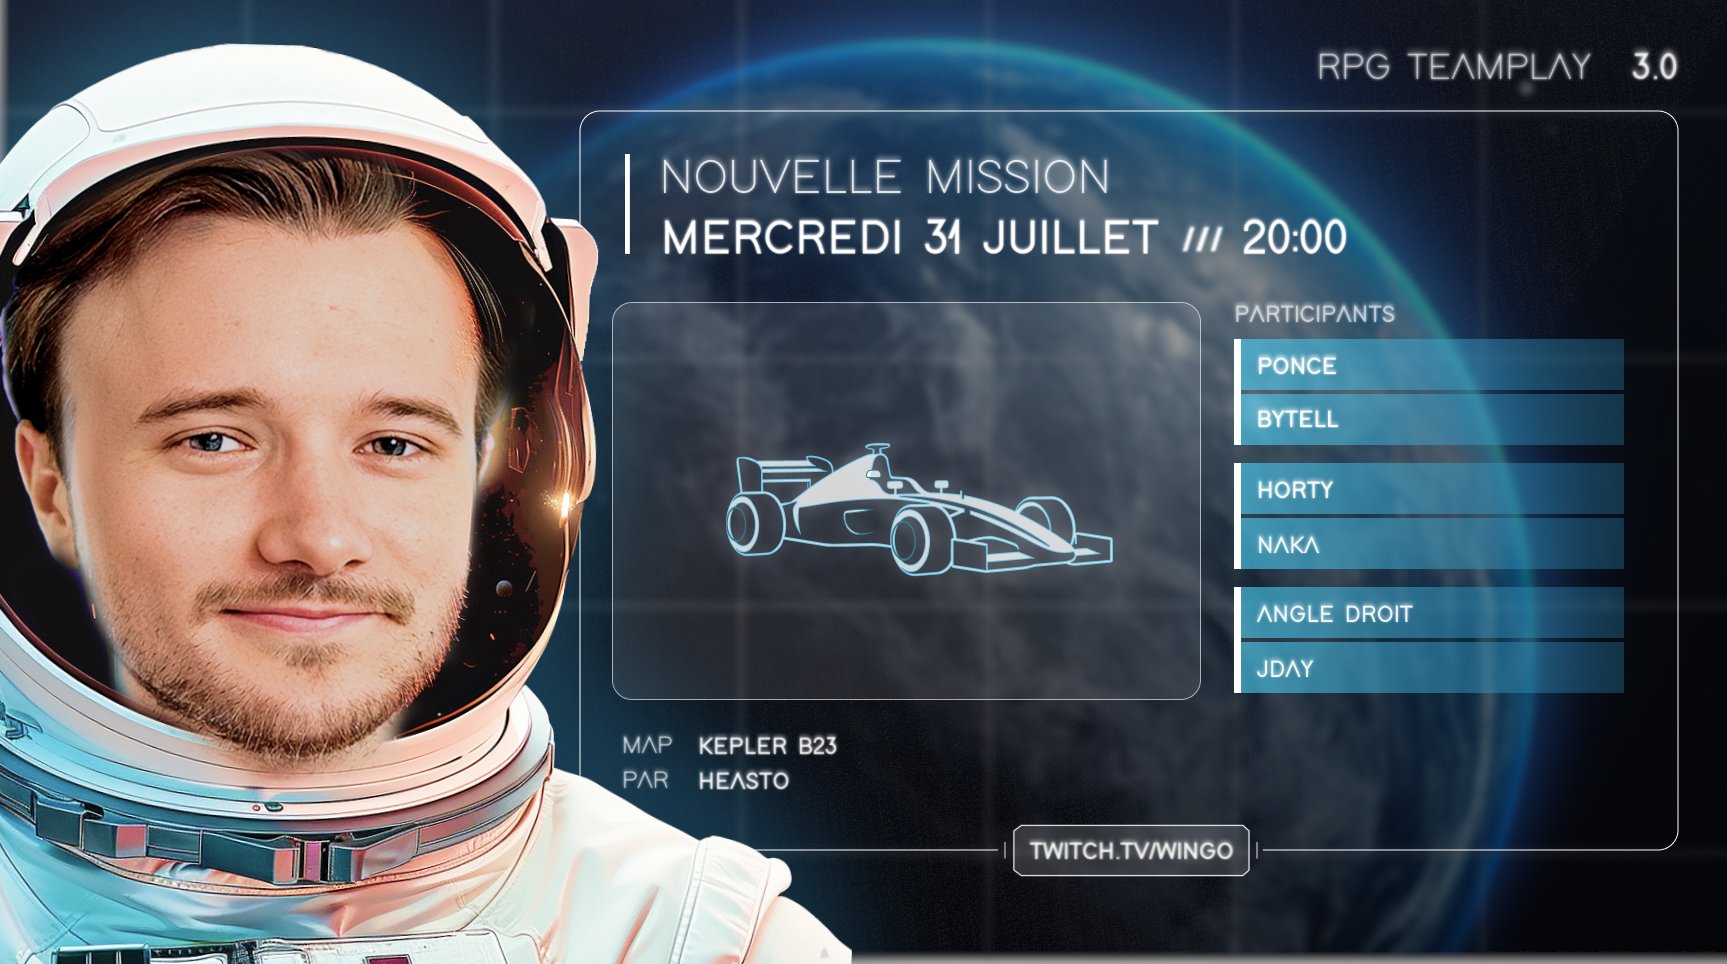 RPG TEAMPLAY 3.0
NOUVELLE MISSION
MERCREDI 31 JUILLET /// 20:00
PARTICIPANTS
PONCE
BYTELL
HORTY
NAKA
ANGLE DROIT
JDAY
MAP KEPLER B23
PAR HEASTO
TWITCH.TV/WINGO